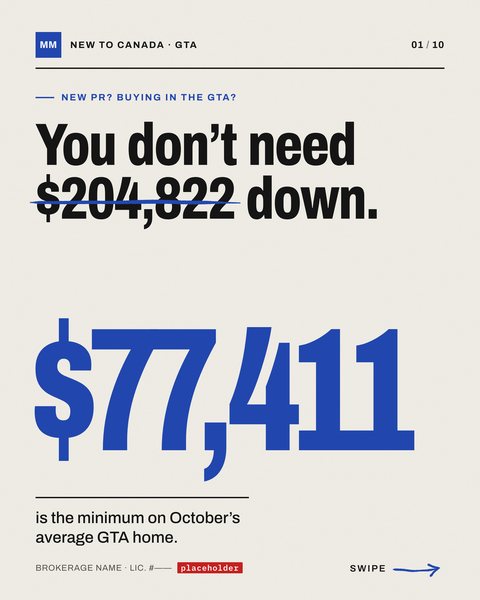 MM NEW TO CANADA · GTA 01 / 10
NEW PR? BUYING IN THE GTA?
You don’t need
$204,822 down.
$77,411
is the minimum on October’s
average GTA home.
BROKERAGE NAME · LIC. #—— placeholder SWIPE